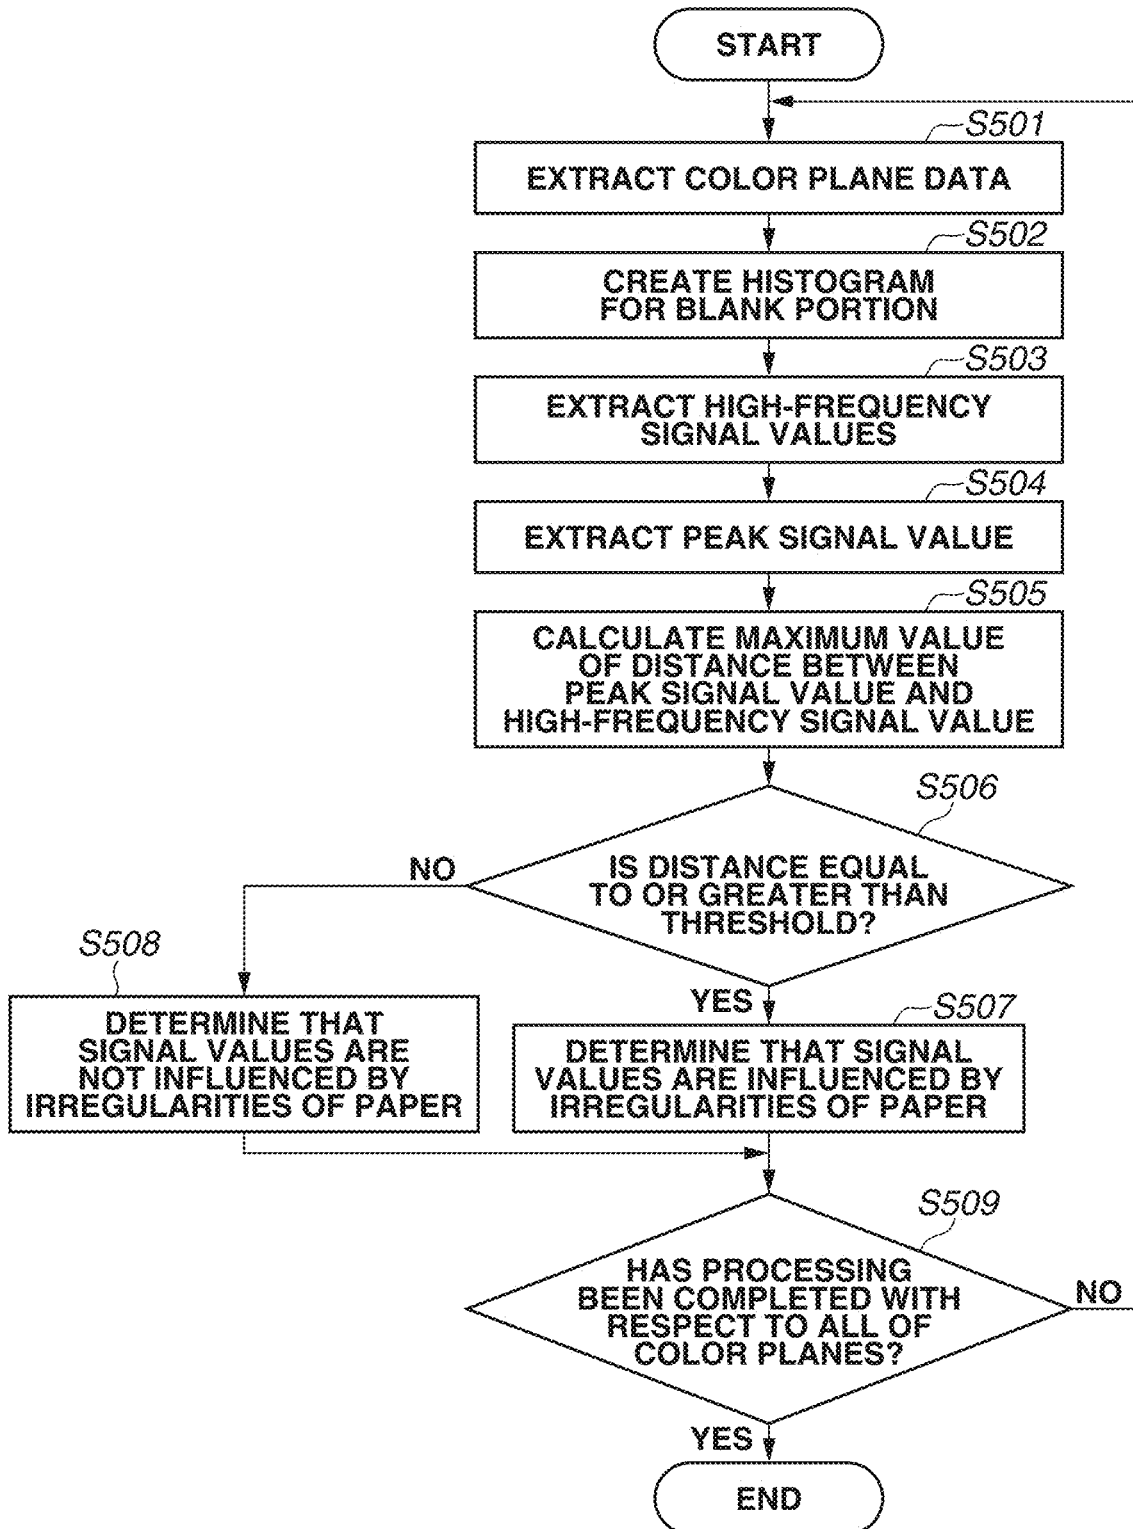 START
S501
EXTRACT COLOR PLANE DATA
S502
CREATE HISTOGRAM
FOR BLANK PORTION
S503
EXTRACT HIGH-FREQUENCY
SIGNAL VALUES
S504
EXTRACT PEAK SIGNAL VALUE
S505
CALCULATE MAXIMUM VALUE
OF DISTANCE BETWEEN
PEAK SIGNAL VALUE AND
HIGH-FREQUENCY SIGNAL VALUE
S506
IS DISTANCE EQUAL
TO OR GREATER THAN
THRESHOLD?
NO
YES
S508
DETERMINE THAT
SIGNAL VALUES ARE
NOT INFLUENCED BY
IRREGULARITIES OF PAPER
S507
DETERMINE THAT SIGNAL
VALUES ARE INFLUENCED BY
IRREGULARITIES OF PAPER
S509
HAS PROCESSING
BEEN COMPLETED WITH
RESPECT TO ALL OF
COLOR PLANES?
NO
YES
END